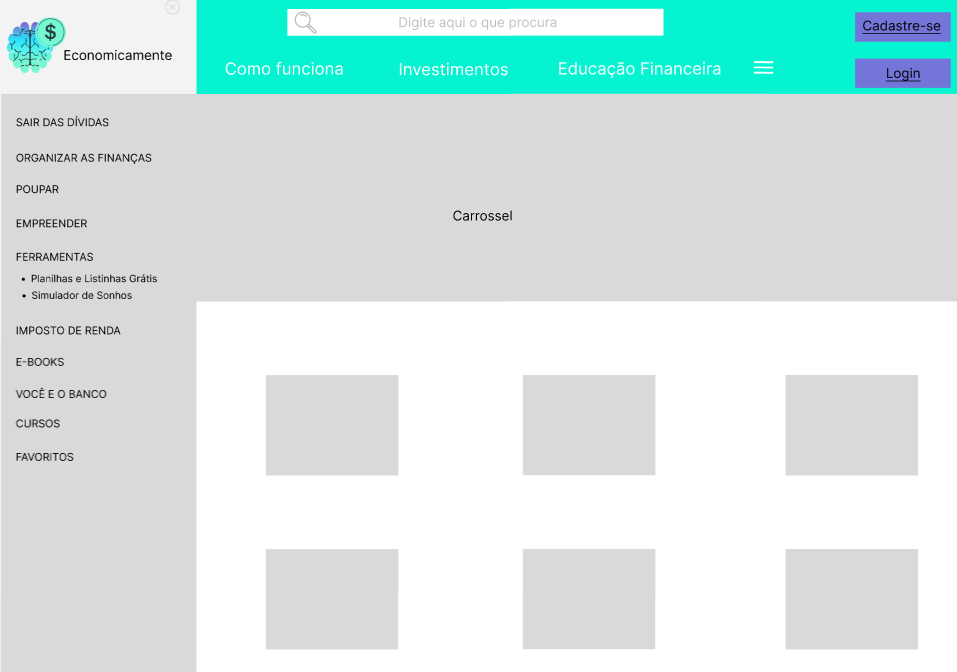 $
Economicamente
Digite aqui o que procura
Cadastre-se
Como funciona
Investimentos
Educação Financeira
Login
SAIR DAS DÍVIDAS
ORGANIZAR AS FINANÇAS
POUPAR
EMPREENDER
FERRAMENTAS
• Planilhas e Listinhas Grátis
• Simulador de Sonhos
IMPOSTO DE RENDA
E-BOOKS
VOCÊ E O BANCO
CURSOS
FAVORITOS
Carrossel